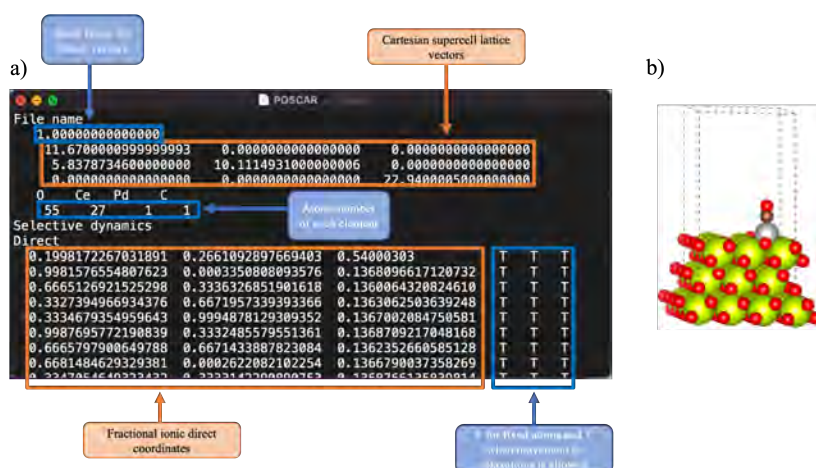 Cartesian supercell lattice
vectors
a)
b)
POSCAR
File name
1.00000000000000
11.6700000999999993 0.0000000000000000 0.0000000000000000
5.8378734600000000 10.1114931000000006 0.0000000000000000
0.0000000000000000 0.0000000000000000 22.9400005000000000
O Ce Pd C
55 27 1 1
of each element
Selective dynamics
Direct
0.1998172267031891 0.2661092897669403 0.54000303 T T T
0.9981576554807623 0.0003350808093576 0.1368096617120732 T T T
0.6665126921525298 0.3336326851901618 0.1360064320824610 T T T
0.3327394966934376 0.6671957339393366 0.1363062503639248 T T T
0.3334679354959643 0.9994878129309352 0.1367002084750581 T T T
0.9987695772190839 0.3332485579551361 0.1368709217048168 T T T
0.6665797900649788 0.6671433887823084 0.1362352660585128 T T T
0.6681484629329381 0.0002622082102254 0.1366790037358269 T T T
T T T
Fractional ionic direct
coordinates